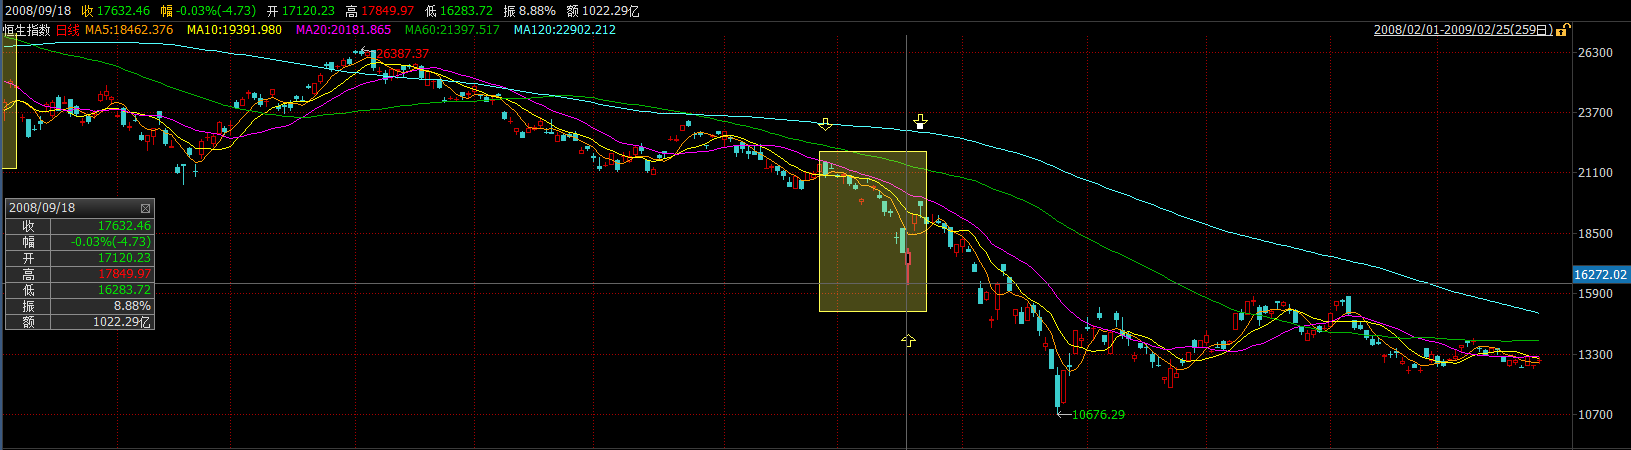 2008/09/18 收 17632.46 幅 -0.03%(-4.73) 开 17120.23 高 17849.97 低 16283.72 振 8.88% 额 1022.29亿
恒生指数 日线 MA5:18462.376 MA10:19391.980 MA20:20181.865 MA60:21397.517 MA120:22902.212 2008/02/01-2009/02/25(259日)
26387.37
26300
23700
21100
2008/09/18
收 17632.46
幅 -0.03%(-4.73)
开 17120.23
高 17849.97
低 16283.72
振 8.88%
额 1022.29亿
18500
16272.02
15900
13300
10676.29
10700